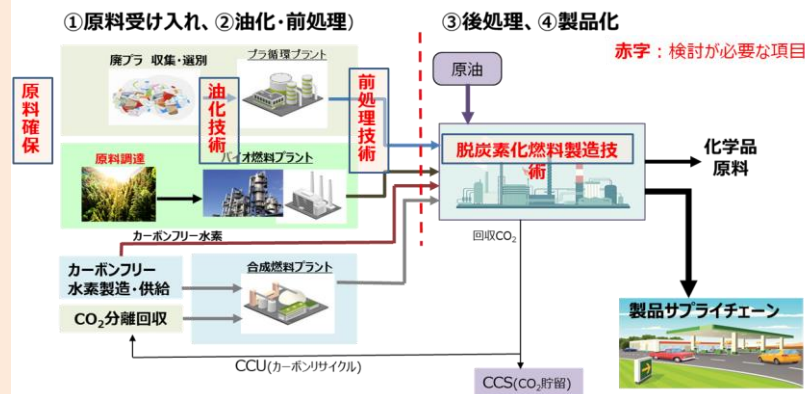 ①原料受け入れ、②油化・前処理)
③後処理、④製品化
赤字：検討が必要な項目
廃プラ 収集・選別
プラ循環プラント
原油
原料確保
油化技術
前処理技術
脱炭素化燃料製造技術
化学品
原料
原料調達
バイオ燃料プラント
カーボンフリー水素
回収CO₂
カーボンフリー
水素製造・供給
合成燃料プラント
CO₂分離回収
製品サプライチェーン
CCU(カーボンリサイクル)
CCS(CO₂貯留)